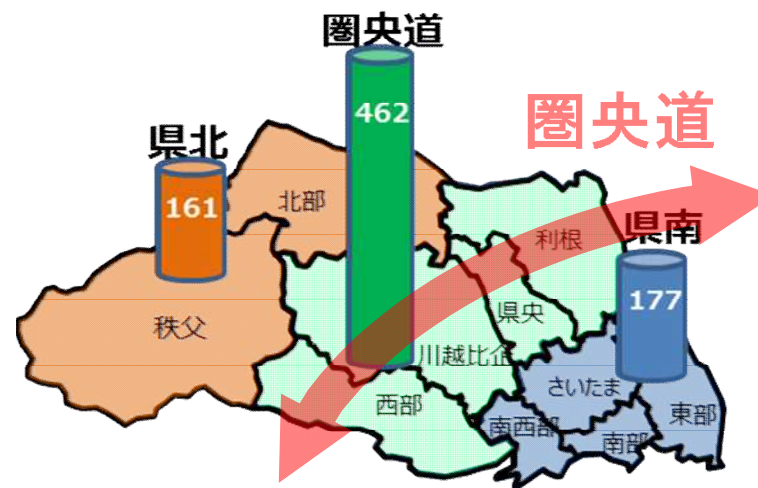 圏央道
462
圏央道
県北
161
北部
県南
利根
177
県央
秩父
川越比企
さいたま
西部
南西部
南部
東部